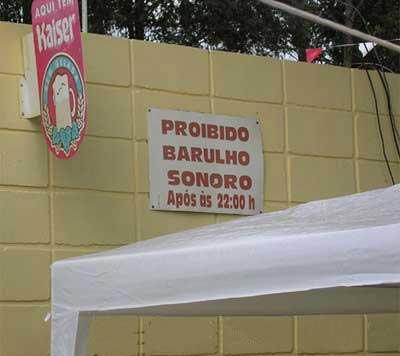 AQUI TEM
Kaiser
PROIBIDO
BARULHO
SONORO
Após às 22:00 h